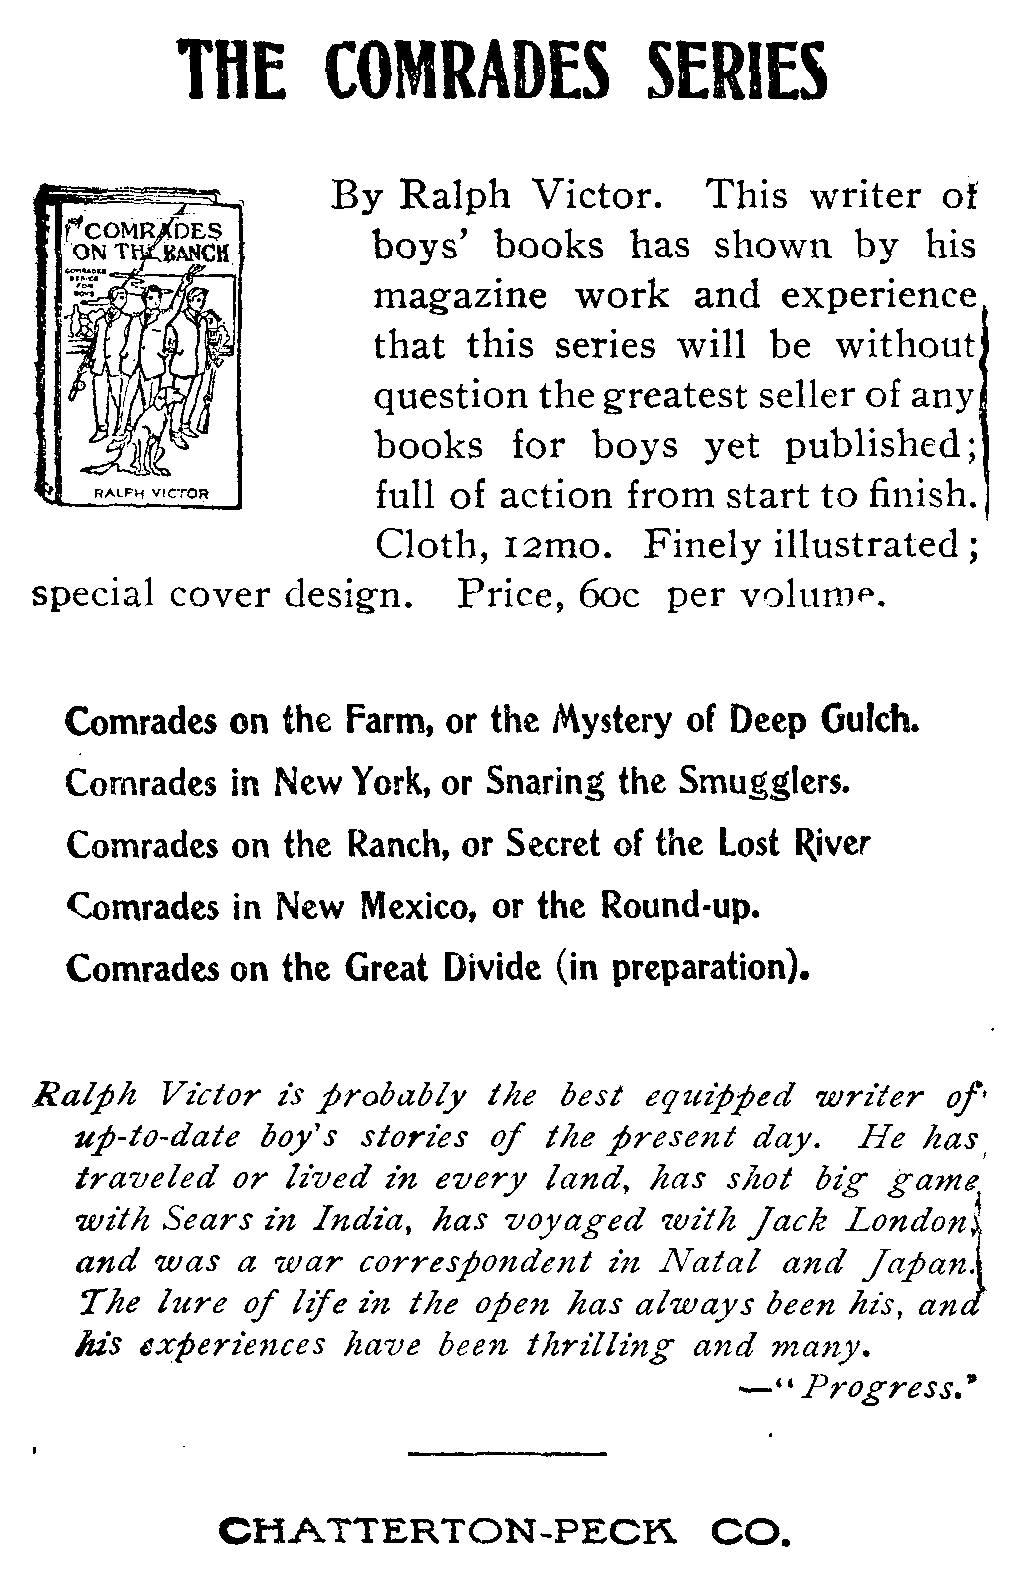 THE COMRADES SERIES
COMRADES
ON THE RANCH
COMRADES
SERIES
FOR
BOYS
RALPH VICTOR
By Ralph Victor. This writer of
boys' books has shown by his
magazine work and experience
that this series will be without
question the greatest seller of any
books for boys yet published;
full of action from start to finish.
Cloth, 12mo. Finely illustrated;
special cover design. Price, 60c per volume.
Comrades on the Farm, or the Mystery of Deep Gulch.
Comrades in New York, or Snaring the Smugglers.
Comrades on the Ranch, or Secret of the Lost River
Comrades in New Mexico, or the Round-up.
Comrades on the Great Divide (in preparation).
Ralph Victor is probably the best equipped writer of
up-to-date boy's stories of the present day. He has
traveled or lived in every land, has shot big game
with Sears in India, has voyaged with Jack London
and was a war correspondent in Natal and Japan.
The lure of life in the open has always been his, and
his experiences have been thrilling and many.
—"Progress."
CHATTERTON-PECK CO.